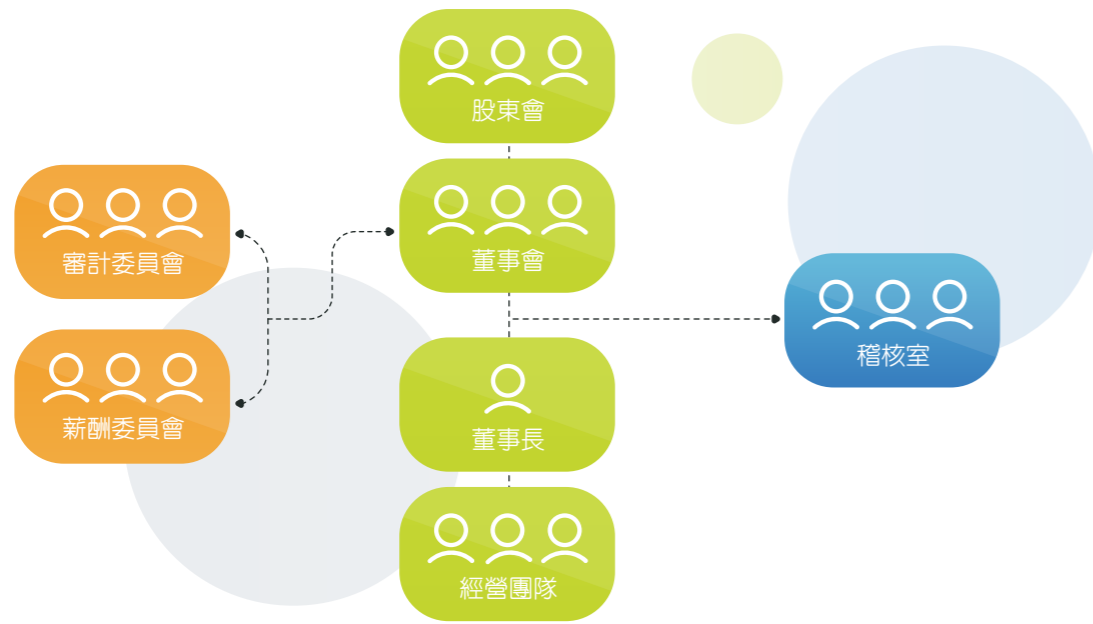 股東會
審計委員會
董事會
稽核室
薪酬委員會
董事長
經營團隊